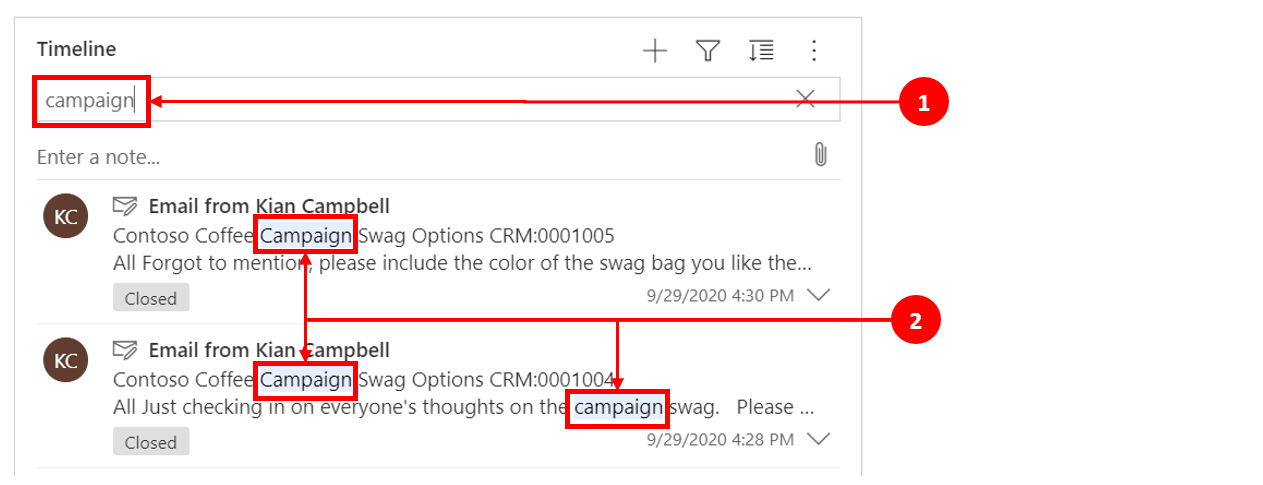 Timeline
campaign
1
Enter a note...
KC
Email from Kian Campbell
Contoso Coffee Campaign Swag Options CRM:0001005
All Forgot to mention, please include the color of the swag bag you like the...
Closed
9/29/2020 4:30 PM
2
KC
Email from Kian Campbell
Contoso Coffee Campaign Swag Options CRM:0001004
All Just checking in on everyone's thoughts on the campaign swag. Please ...
Closed
9/29/2020 4:28 PM